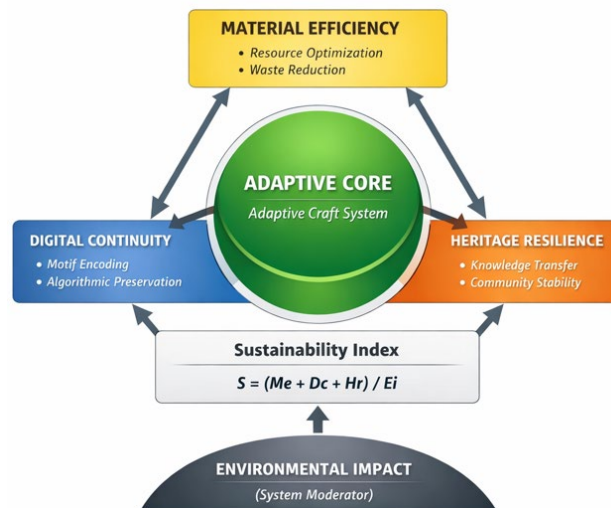 MATERIAL EFFICIENCY
• Resource Optimization
• Waste Reduction
ADAPTIVE CORE
Adaptive Craft System
DIGITAL CONTINUITY
• Motif Encoding
• Algorithmic Preservation
HERITAGE RESILIENCE
• Knowledge Transfer
• Community Stability
Sustainability Index
S = (Me + Dc + Hr) / Ei
ENVIRONMENTAL IMPACT
(System Moderator)